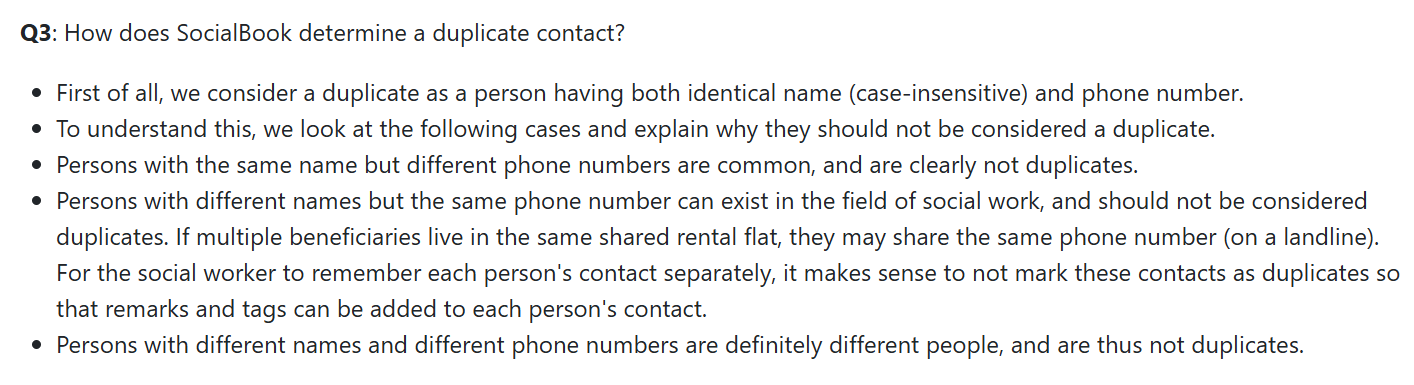 Q3: How does SocialBook determine a duplicate contact?
• First of all, we consider a duplicate as a person having both identical name (case-insensitive) and phone number.
• To understand this, we look at the following cases and explain why they should not be considered a duplicate.
• Persons with the same name but different phone numbers are common, and are clearly not duplicates.
• Persons with different names but the same phone number can exist in the field of social work, and should not be considered
duplicates. If multiple beneficiaries live in the same shared rental flat, they may share the same phone number (on a landline).
For the social worker to remember each person's contact separately, it makes sense to not mark these contacts as duplicates so
that remarks and tags can be added to each person's contact.
• Persons with different names and different phone numbers are definitely different people, and are thus not duplicates.